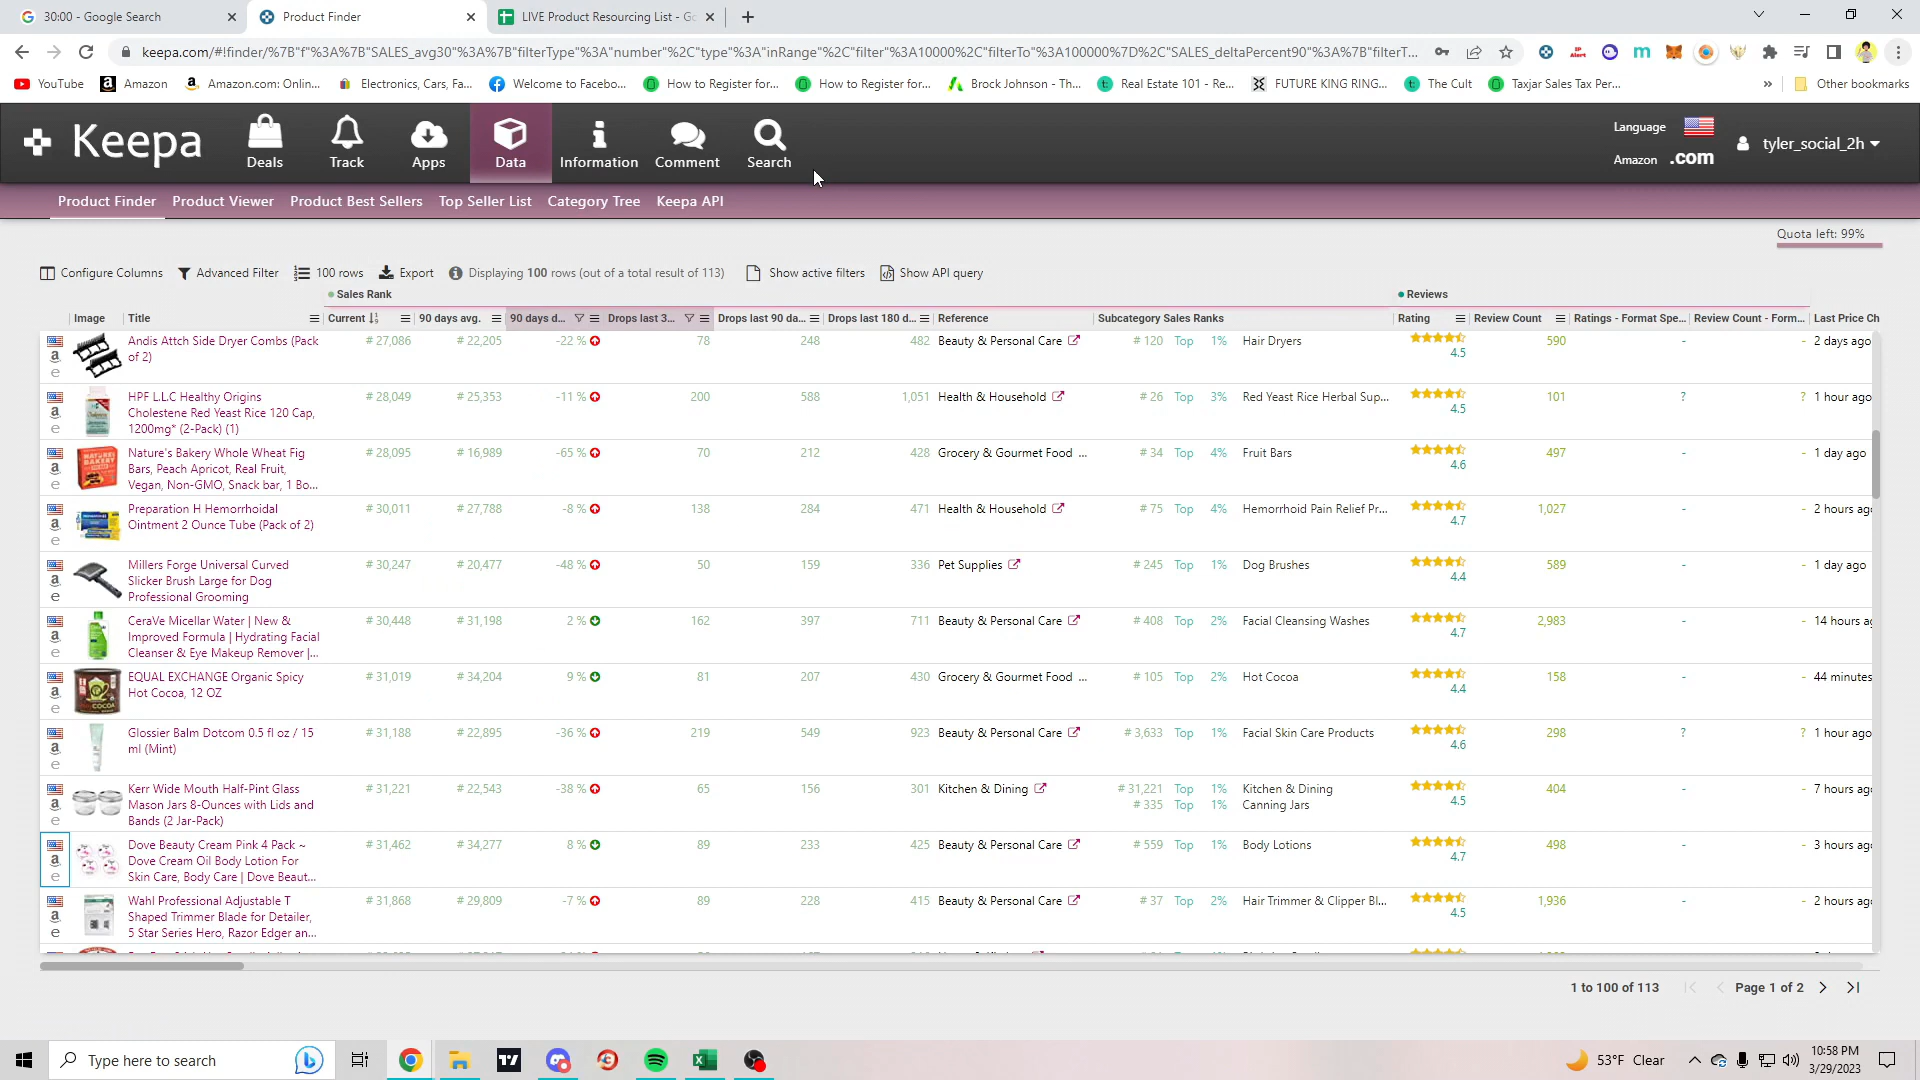 30:00 - Google Search
Product Finder
LIVE Product Resourcing List - Go
keepa.com/#!finder/%7B"f"%3A%7B"SALES_avg30"%3A%7B"filterType"%3A"number"%2C"type"%3A"inRange"%2C"filter"%3A10000%2C"filterTo"%3A100000%7D%2C"SALES_deltaPercent90"%3A%7B"filterT...
YouTube
Amazon
Amazon.com: Onlin...
Electronics, Cars, Fa...
Welcome to Facebo...
How to Register for...
How to Register for...
Brock Johnson - Th...
Real Estate 101 - Re...
FUTURE KING RING...
The Cult
Taxjar Sales Tax Per...
»
Other bookmarks
Keepa
Deals
Track
Apps
Data
Information
Comment
Search
Language
Amazon .com
tyler_social_2h
Product Finder
Product Viewer
Product Best Sellers
Top Seller List
Category Tree
Keepa API
Quota left: 99%
Configure Columns
Advanced Filter
100 rows
Export
Displaying 100 rows (out of a total result of 113)
Show active filters
Show API query
Sales Rank
Reviews
Image Title Current 90 days avg. 90 days d... Drops last 3... Drops last 90 da... Drops last 180 d... Reference Subcategory Sales Ranks Rating Review Count Ratings - Format Spe... Review Count - Form... Last Price Ch
Andis Attch Side Dryer Combs (Pack # 27,086 # 22,205 -22 % 78 248 482 Beauty & Personal Care # 120 Top 1% Hair Dryers 590 - - 2 days ago
of 2) 4.5
HPF L.L.C Healthy Origins # 28,049 # 25,353 -11 % 200 588 1,051 Health & Household # 26 Top 3% Red Yeast Rice Herbal Sup... 101 ? ? 1 hour ago
Cholestene Red Yeast Rice 120 Cap, 4.5
1200mg* (2-Pack) (1)
Nature's Bakery Whole Wheat Fig # 28,095 # 16,989 -65 % 70 212 428 Grocery & Gourmet Food ... # 34 Top 4% Fruit Bars 497 - - 1 day ago
Bars, Peach Apricot, Real Fruit, 4.6
Vegan, Non-GMO, Snack bar, 1 Bo...
Preparation H Hemorrhoidal # 30,011 # 27,788 -8 % 138 284 471 Health & Household # 75 Top 4% Hemorrhoid Pain Relief Pr... 1,027 - - 2 hours ago
Ointment 2 Ounce Tube (Pack of 2) 4.7
Millers Forge Universal Curved # 30,247 # 20,477 -48 % 50 159 336 Pet Supplies # 245 Top 1% Dog Brushes 589 - - 1 day ago
Slicker Brush Large for Dog 4.4
Professional Grooming
CeraVe Micellar Water | New & # 30,448 # 31,198 2 % 162 397 711 Beauty & Personal Care # 408 Top 2% Facial Cleansing Washes 2,983 - - 14 hours ag
Improved Formula | Hydrating Facial 4.7
Cleanser & Eye Makeup Remover |...
EQUAL EXCHANGE Organic Spicy # 31,019 # 34,204 9 % 81 207 430 Grocery & Gourmet Food ... # 105 Top 2% Hot Cocoa 158 - - 44 minutes
Hot Cocoa, 12 OZ 4.4
Glossier Balm Dotcom 0.5 fl oz / 15 # 31,188 # 22,895 -36 % 219 549 923 Beauty & Personal Care # 3,633 Top 1% Facial Skin Care Products 298 ? ? 1 hour ago
ml (Mint) 4.6
Kerr Wide Mouth Half-Pint Glass # 31,221 # 22,543 -38 % 65 156 301 Kitchen & Dining # 31,221 Top 1% Kitchen & Dining 404 - - 7 hours ago
Mason Jars 8-Ounces with Lids and # 335 Top 1% Canning Jars 4.5
Bands (2 Jar-Pack)
Dove Beauty Cream Pink 4 Pack ~ # 31,462 # 34,277 8 % 89 233 425 Beauty & Personal Care # 559 Top 1% Body Lotions 498 - - 3 hours ago
Dove Cream Oil Body Lotion For 4.7
Skin Care, Body Care | Dove Beaut...
Wahl Professional Adjustable T # 31,868 # 29,809 -7 % 89 228 415 Beauty & Personal Care # 37 Top 2% Hair Trimmer & Clipper Bl... 1,936 - - 2 hours ago
Shaped Trimmer Blade for Detailer, 4.5
5 Star Series Hero, Razor Edger an...
1 to 100 of 113
Page 1 of 2
Type here to search
53°F Clear
10:58 PM
3/29/2023